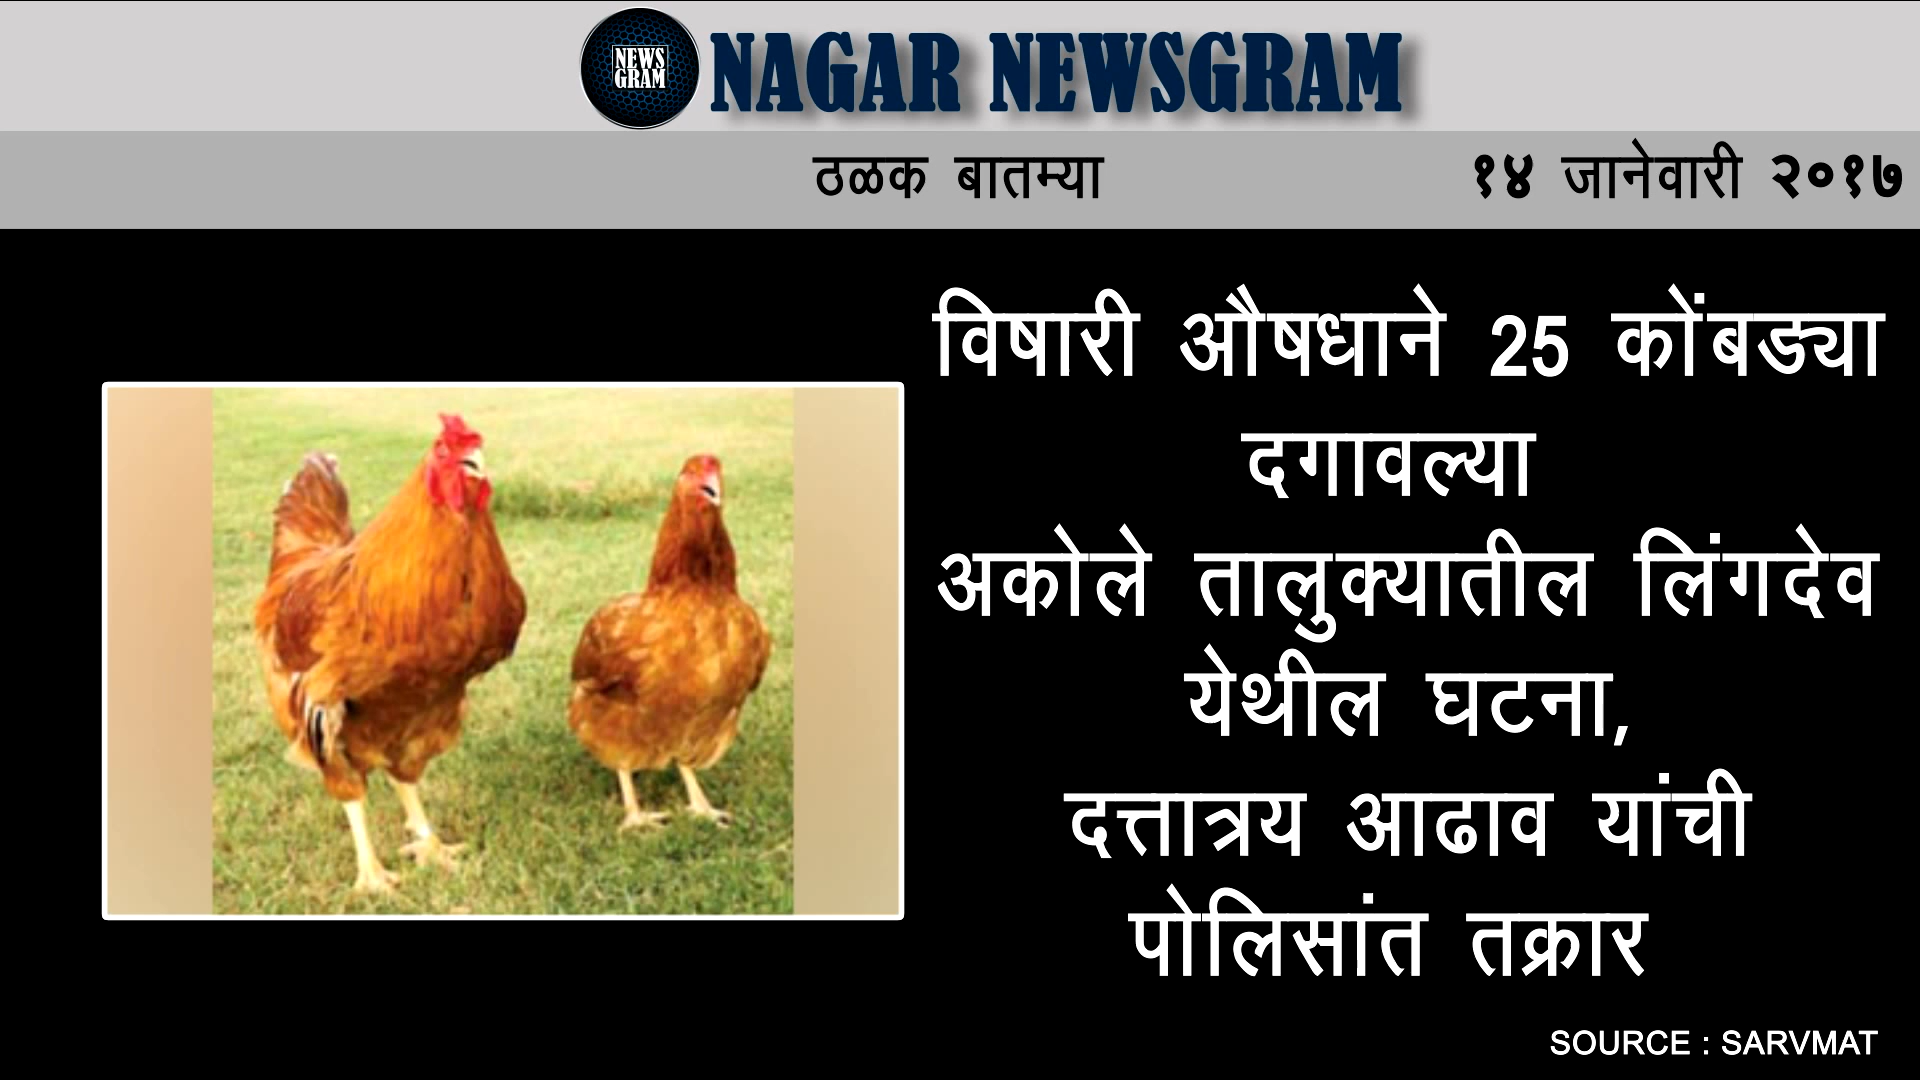 NEWS
GRAM
NAGAR NEWSGRAM
ठळक बातम्या
१४ जानेवारी २०१७
विषारी औषधाने 25 कोंबड्या
दगावल्या
अकोले तालुक्यातील लिंगदेव
येथील घटना,
दत्तात्रय आढाव यांची
पोलिसांत तक्रार
SOURCE : SARVMAT